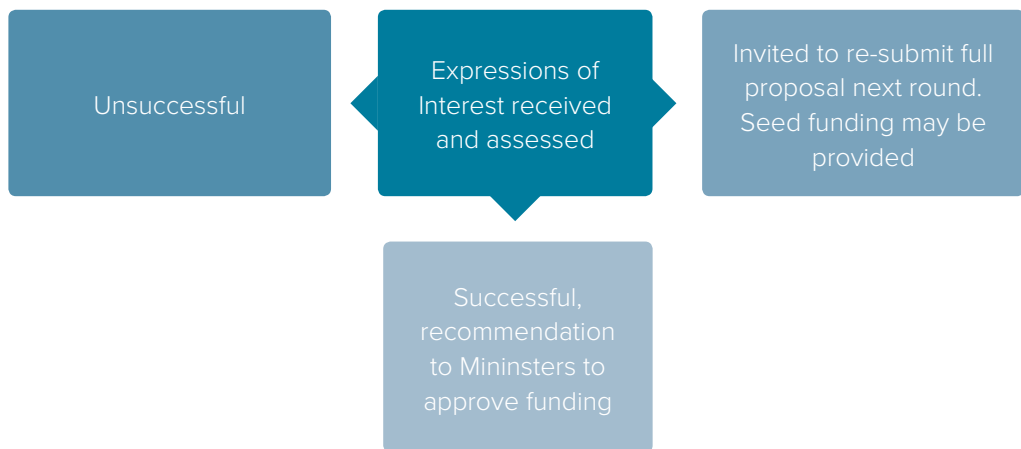 Unsuccessful
Expressions of
Interest received
and assessed
Invited to re-submit full
proposal next round.
Seed funding may be
provided
Successful,
recommendation
to Mininsters to
approve funding